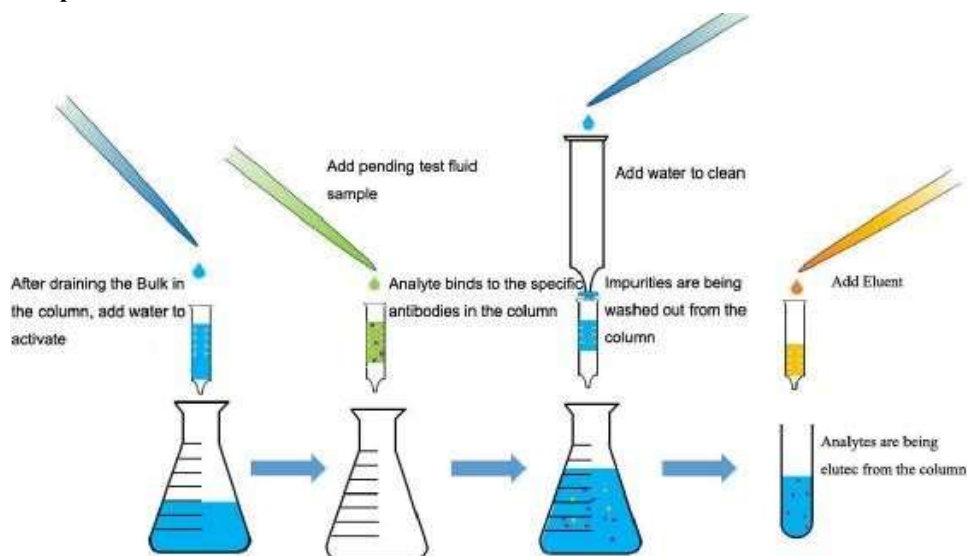 Add pending test fluid
sample
Add water to clean
After draining the Bulk in
the column, add water to
activate
Analyte binds to the specific
antibodies in the column
Impurities are being
washed out from the
column
Add Eluent
Analytes are being
elutec from the column